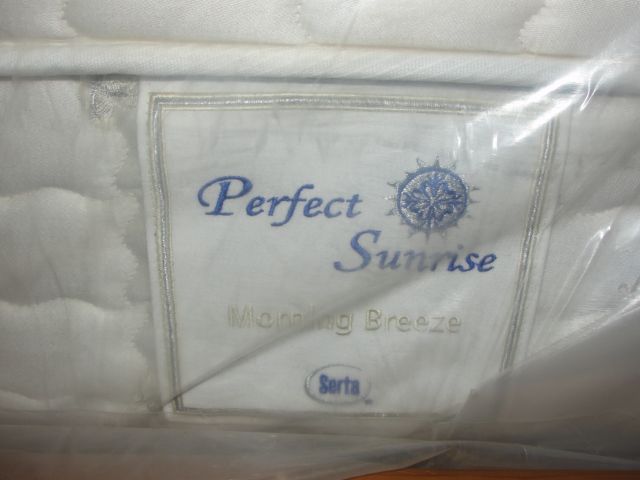 Perfect
Sunrise
Morning Breeze
Serta